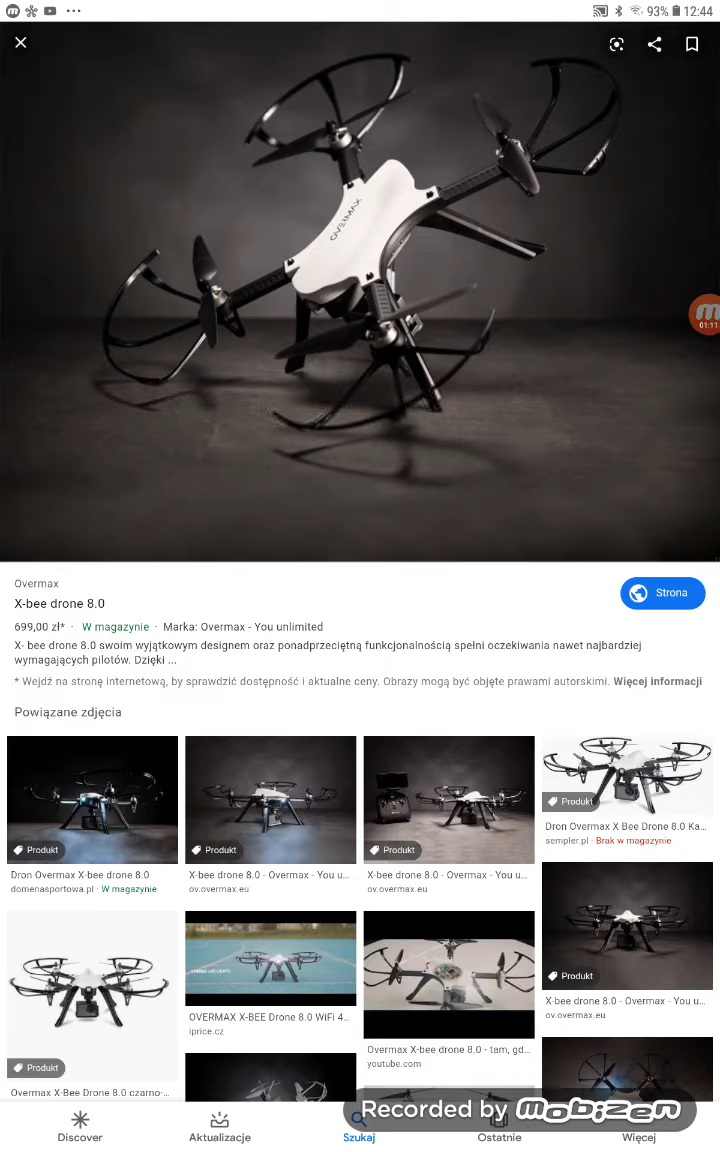 93% 12:44
OVERMAX
01:11
Overmax
X-bee drone 8.0
Strona
699,00 zł* · W magazynie · Marka: Overmax - You unlimited
X- bee drone 8.0 swoim wyjątkowym designem oraz ponadprzeciętną funkcjonalnością spełni oczekiwania nawet najbardziej
wymagających pilotów. Dzięki ...
* Wejdź na stronę internetową, by sprawdzić dostępność i aktualne ceny. Obrazy mogą być objęte prawami autorskimi. Więcej informacji
Powiązane zdjęcia
Produkt
Dron Overmax X-bee drone 8.0
domenasportowa.pl · W magazynie
Produkt
X-bee drone 8.0 - Overmax - You u...
ov.overmax.eu
Produkt
X-bee drone 8.0 - Overmax - You u...
ov.overmax.eu
Produkt
Dron Overmax X Bee Drone 8.0 Ka...
sempler.pl · Brak w magazynie
Produkt
Overmax X-Bee Drone 8.0 czarno-...
STRONG LED LIGHTS
OVERMAX X-BEE Drone 8.0 WiFi 4...
iprice.cz
Overmax X-bee drone 8.0 - tam, gd...
youtube.com
Produkt
X-bee drone 8.0 - Overmax - You u...
ov.overmax.eu
Recorded by mobizen
Discover
Aktualizacje
Szukaj
Ostatnie
Więcej